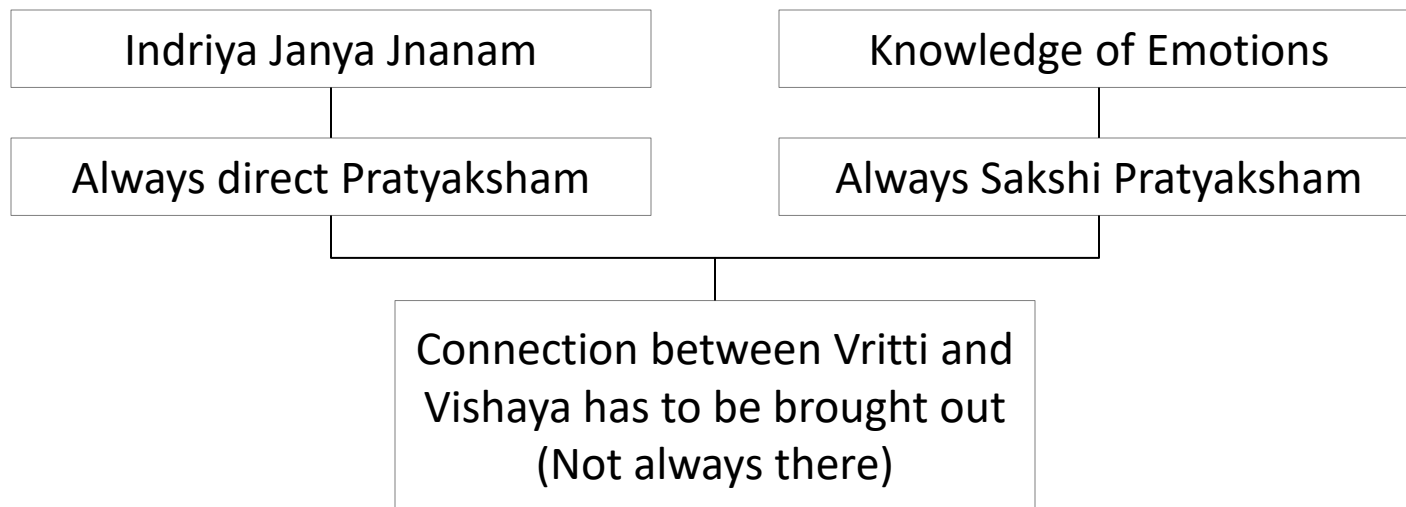 Indriya Janya Jnanam
Knowledge of Emotions
Always direct Pratyaksham
Always Sakshi Pratyaksham
Connection between Vritti and
Vishaya has to be brought out
(Not always there)